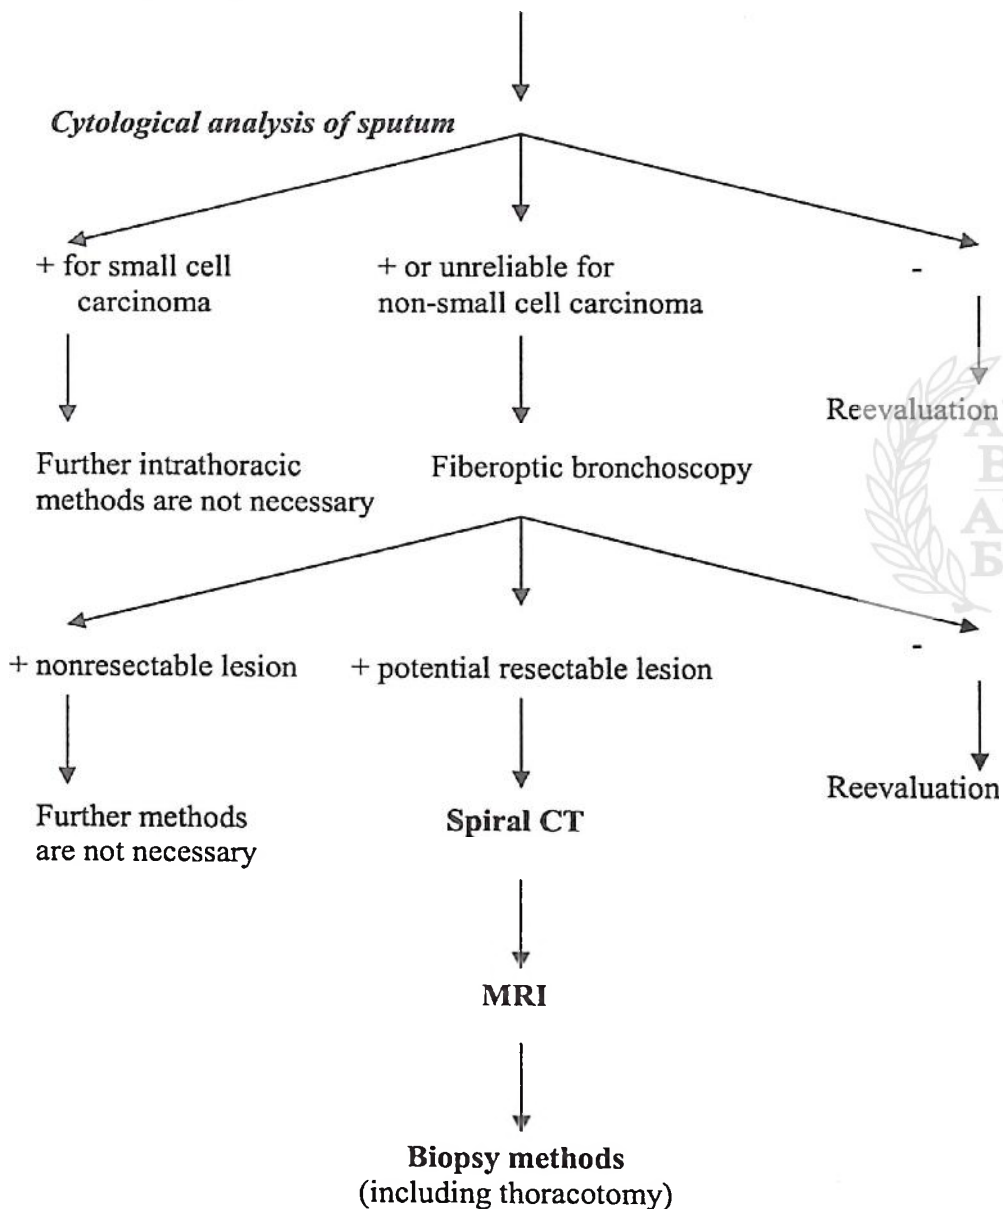 Cytological analysis of sputum
+ for small cell
carcinoma
+ or unreliable for
non-small cell carcinoma
-
Reevaluation
Further intrathoracic
methods are not necessary
Fiberoptic bronchoscopy
+ nonresectable lesion
+ potential resectable lesion
-
Reevaluation
Further methods
are not necessary
Spiral CT
MRI
Biopsy methods
(including thoracotomy)